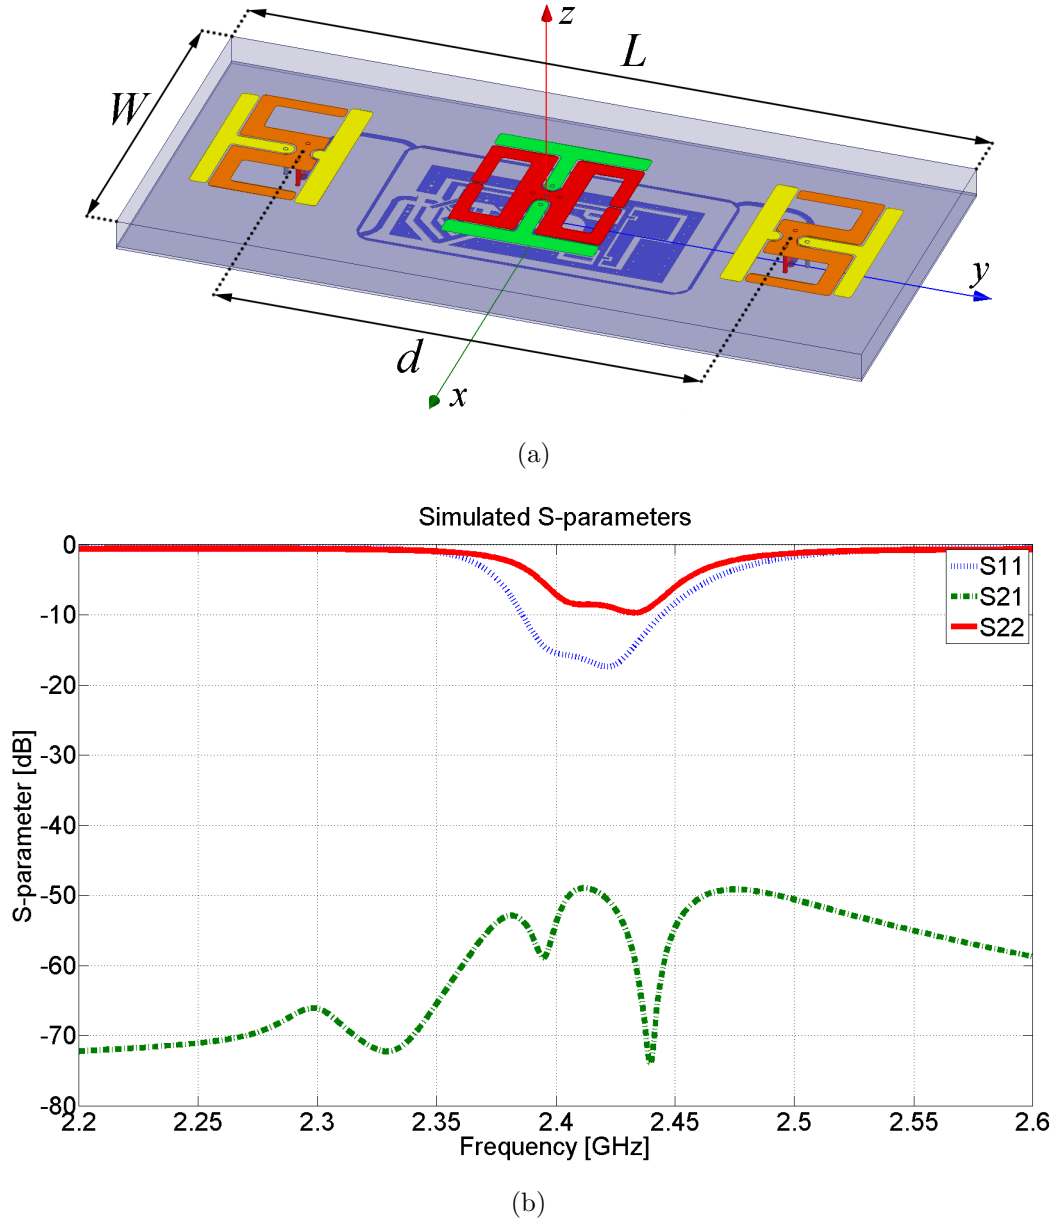 z
L
W
y
d
x
(a)
Simulated S-parameters
S-parameter [dB]
0
-10
-20
-30
-40
-50
-60
-70
-80
S11
S21
S22
2.2 2.25 2.3 2.35 2.4 2.45 2.5 2.55 2.6
Frequency [GHz]
(b)